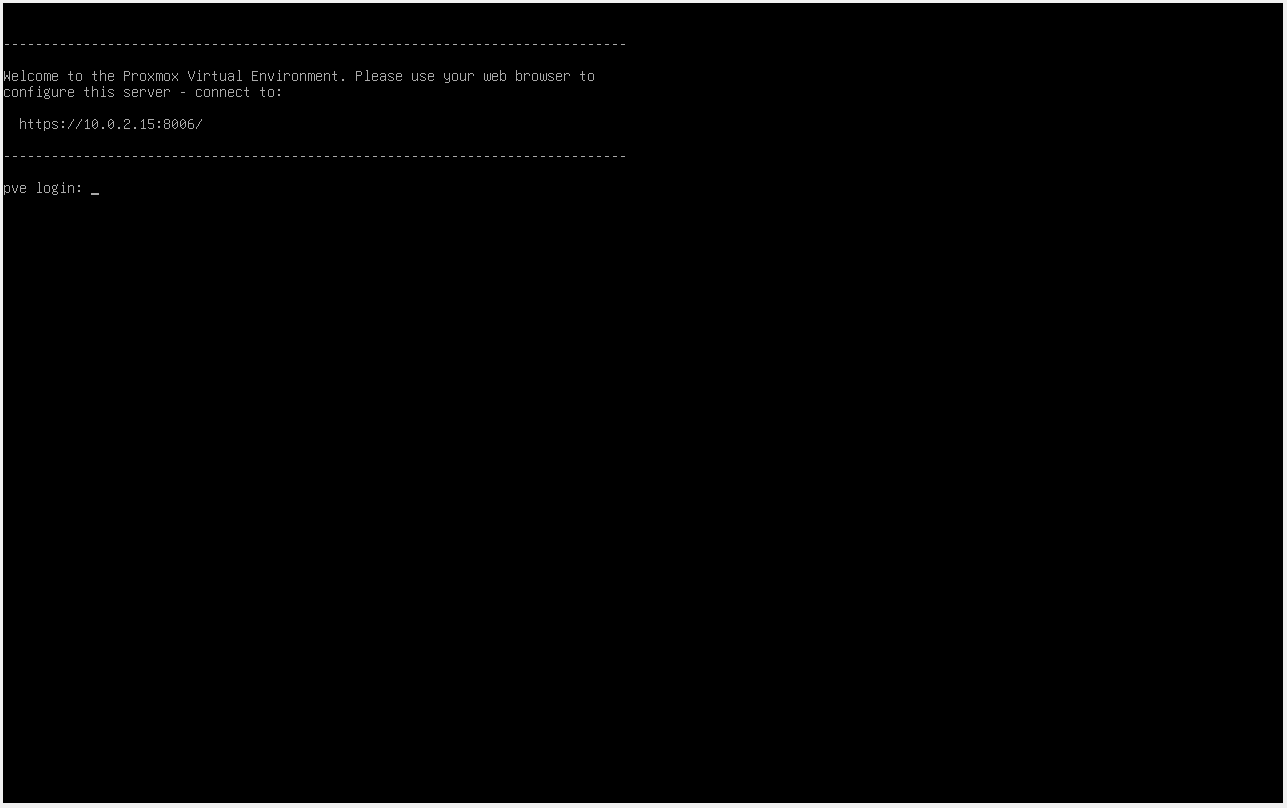 ------------------------------------------------------------------------------
Welcome to the Proxmox Virtual Environment. Please use your web browser to
configure this server - connect to:
https://10.0.2.15:8006/
------------------------------------------------------------------------------
pve login: _